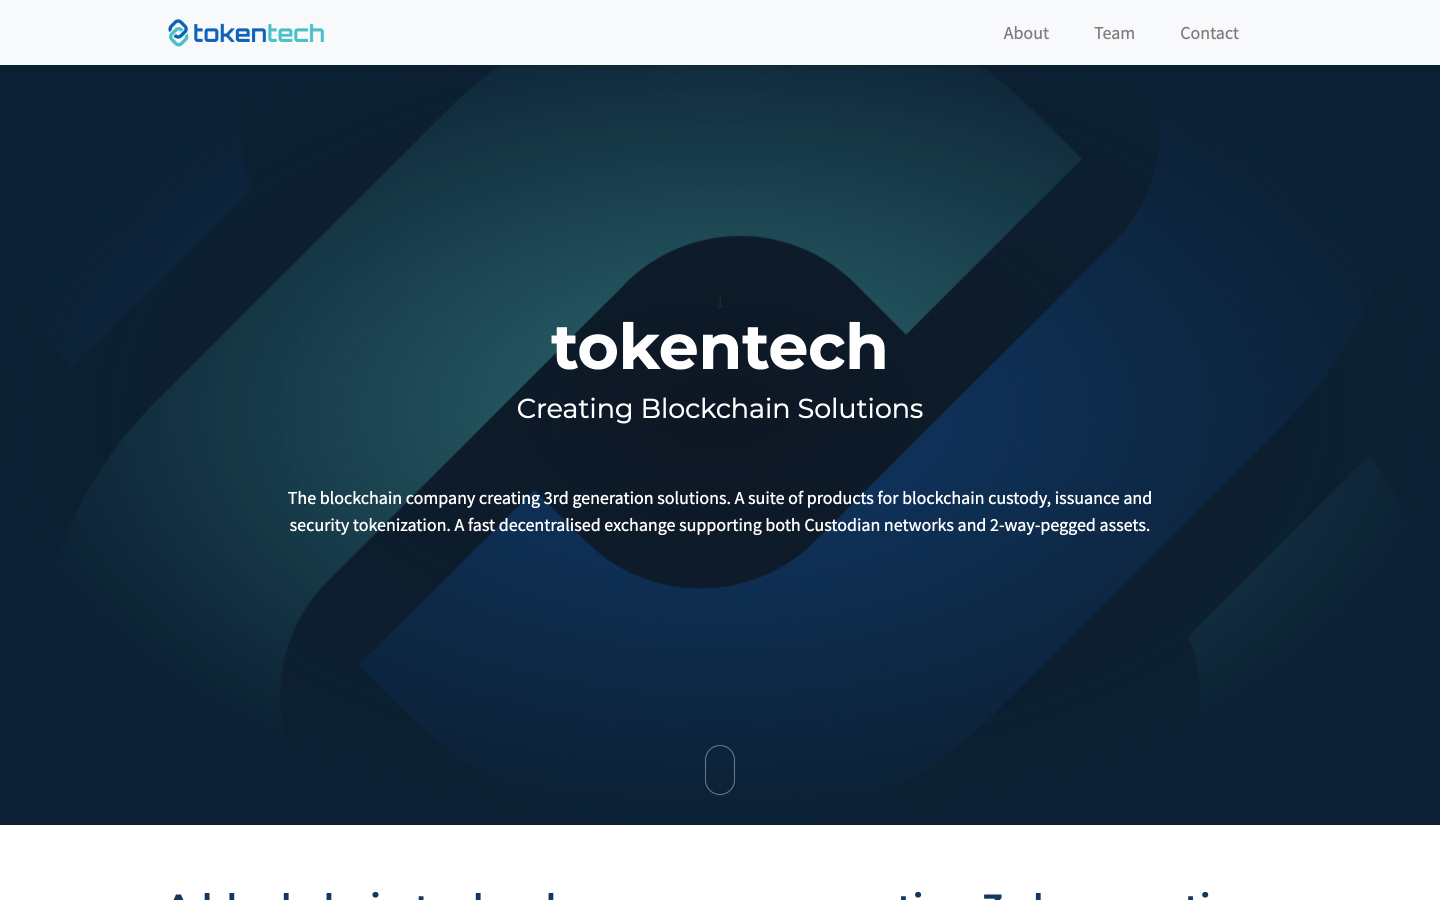 tokentech
About Team Contact
1
tokentech
Creating Blockchain Solutions
The blockchain company creating 3rd generation solutions. A suite of products for blockchain custody, issuance and
security tokenization. A fast decentralised exchange supporting both Custodian networks and 2-way-pegged assets.